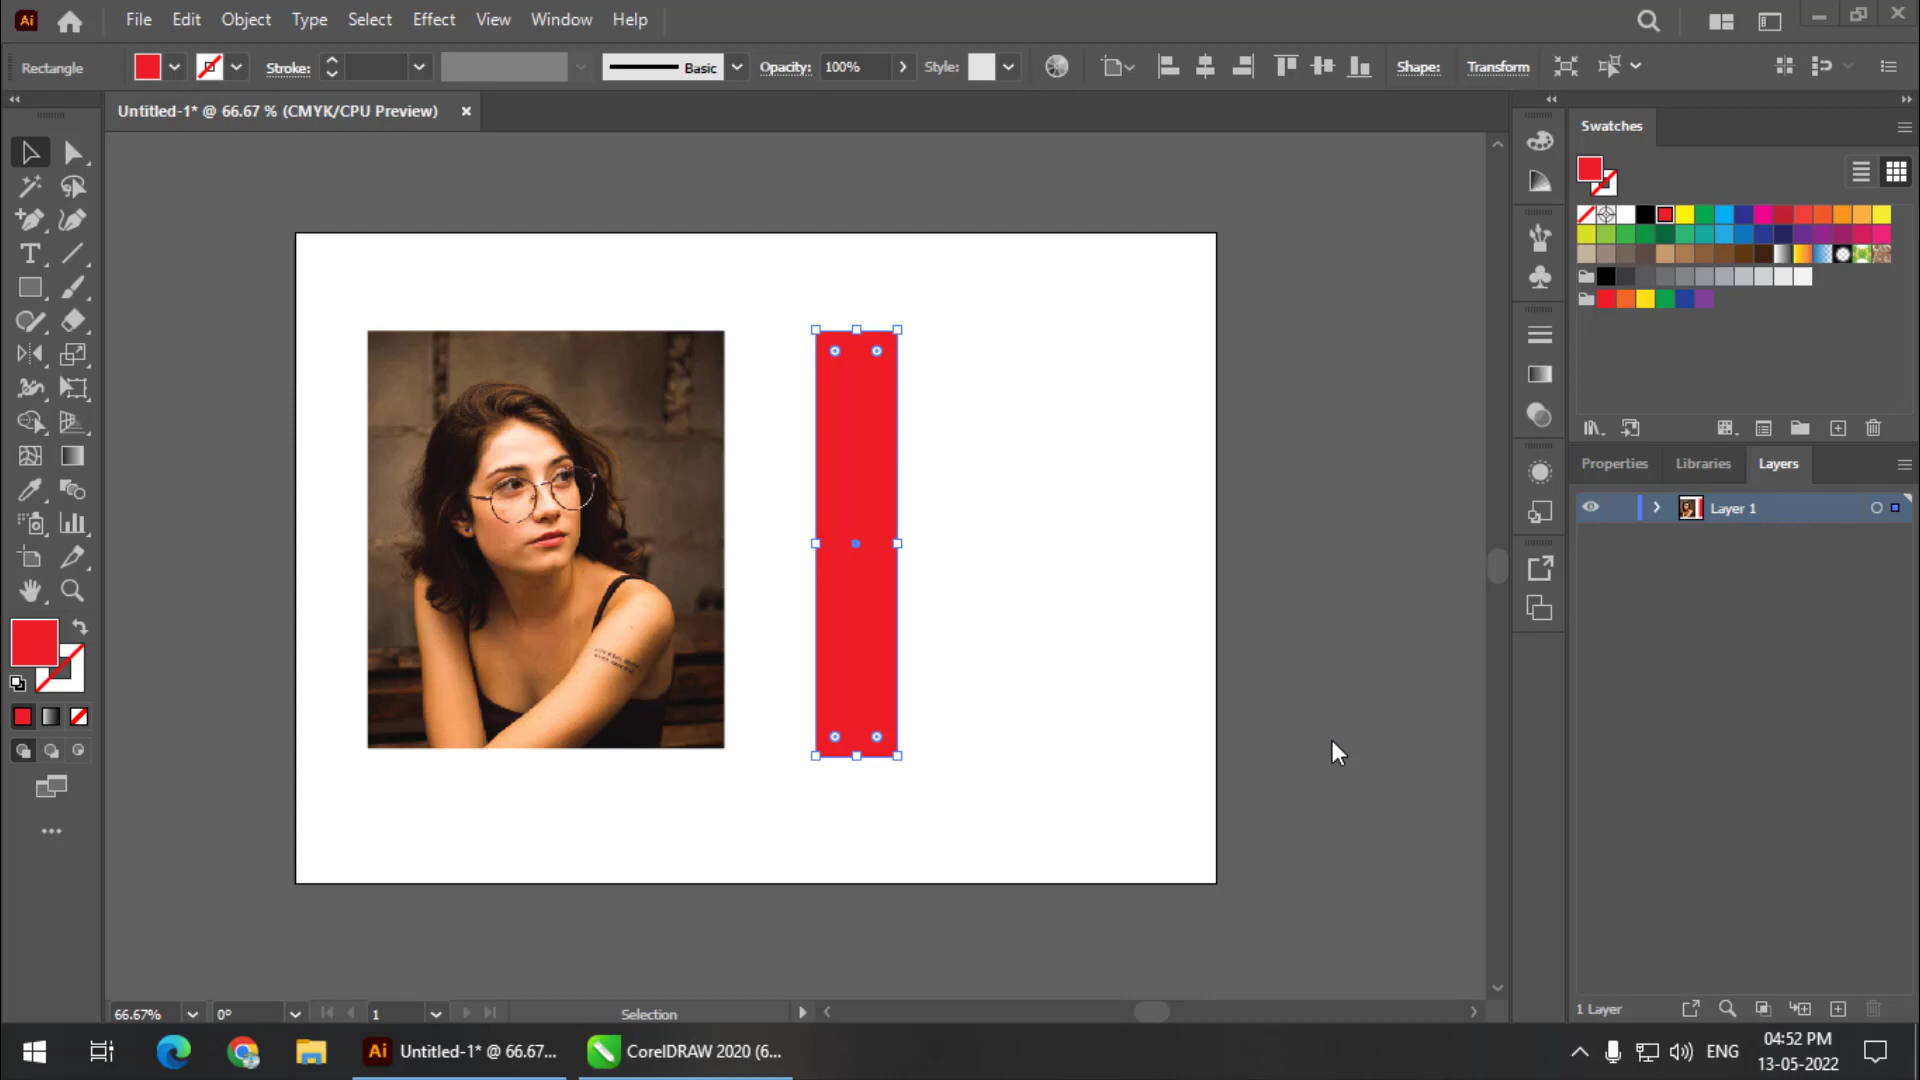 Ai File Edit Object Type Select Effect View Window Help
Rectangle Stroke: Basic Opacity: 100% Style: Shape: Transform
Untitled-1* @ 66.67 % (CMYK/CPU Preview)
Swatches
T
Properties Libraries Layers
Layer 1
66.67% 0° 1 Selection
1 Layer
Ai Untitled-1* @ 66.67... CorelDRAW 2020 (6... ENG 04:52 PM
13-05-2022